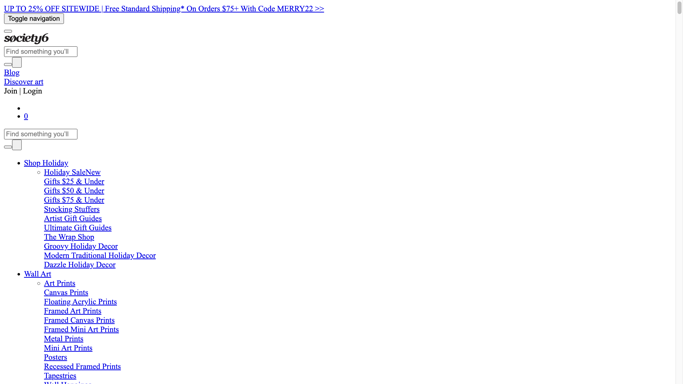 UP TO 25% OFF SITEWIDE | Free Standard Shipping* On Orders $75+ With Code MERRY22 >>
Toggle navigation
society6
Find something you'll
Blog
Discover art
Join | Login
0
Find something you'll
Shop Holiday
Holiday SaleNew
Gifts $25 & Under
Gifts $50 & Under
Gifts $75 & Under
Stocking Stuffers
Artist Gift Guides
Ultimate Gift Guides
The Wrap Shop
Groovy Holiday Decor
Modern Traditional Holiday Decor
Dazzle Holiday Decor
Wall Art
Art Prints
Canvas Prints
Floating Acrylic Prints
Framed Art Prints
Framed Canvas Prints
Framed Mini Art Prints
Metal Prints
Mini Art Prints
Posters
Recessed Framed Prints
Tapestries